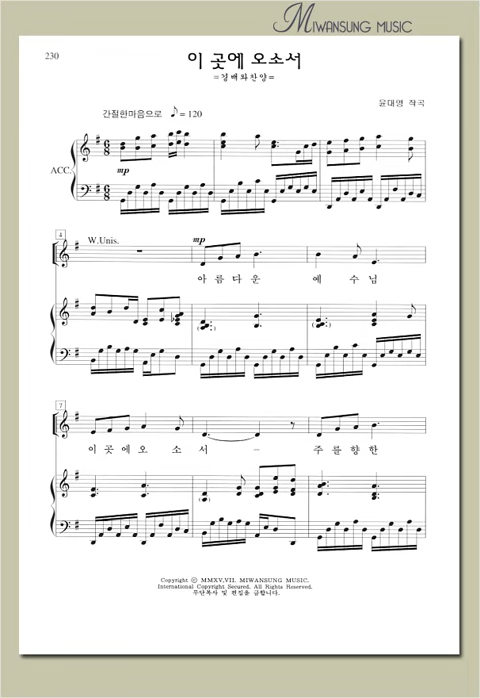 MIWANSUNG MUSIC
230
이 곳에 오소서
=경배와찬양=
간절한마음으로 ♪= 120
윤대영 작곡
ACC.
mp
4
W.Unis.
mp
아 름 다 운 예 수 님
7
이 곳 에 오 소 서 – 주 를 향 한
Copyright © MMXV,VII, MIWANSUNG MUSIC.
International Copyright Secured. All Rights Reserved.
무단복사 및 편집을 금합니다.